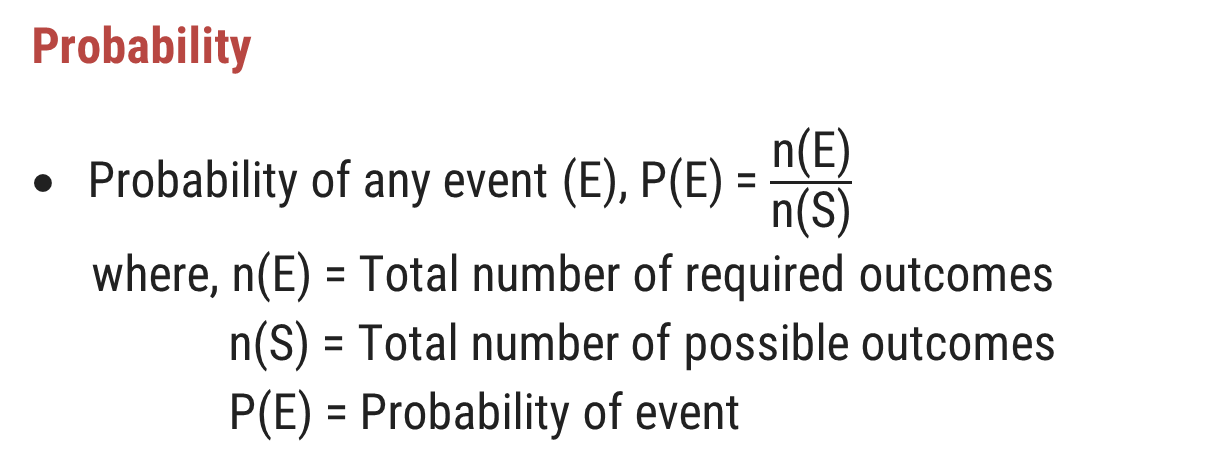 Probability
• Probability of any event (E), P(E) = n(E)/n(S)
where, n(E) = Total number of required outcomes
n(S) = Total number of possible outcomes
P(E) = Probability of event